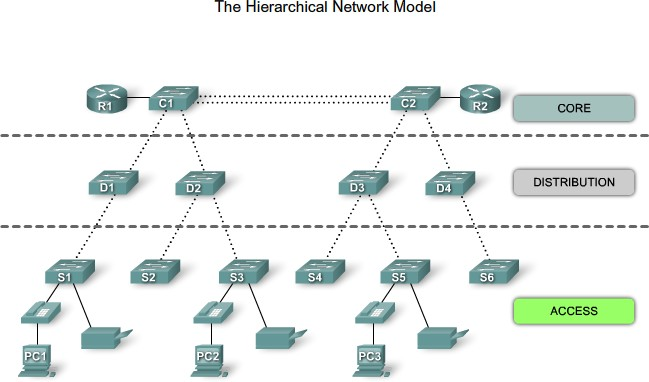 The Hierarchical Network Model
R1
C1
C2
R2
CORE
D1
D2
D3
D4
DISTRIBUTION
S1
S2
S3
S4
S5
S6
ACCESS
PC1
PC2
PC3